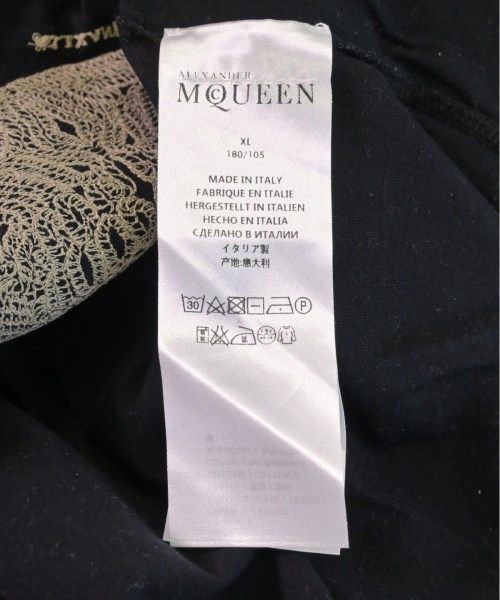 ALEXANDER
McQUEEN
XL
180/105
MADE IN ITALY
FABRIQUE EN ITALIE
HERGESTELLT IN ITALIEN
HECHO EN ITALIA
СДЕЛАНО В ИТАЛИИ
イタリア製
产地:意大利
30 P